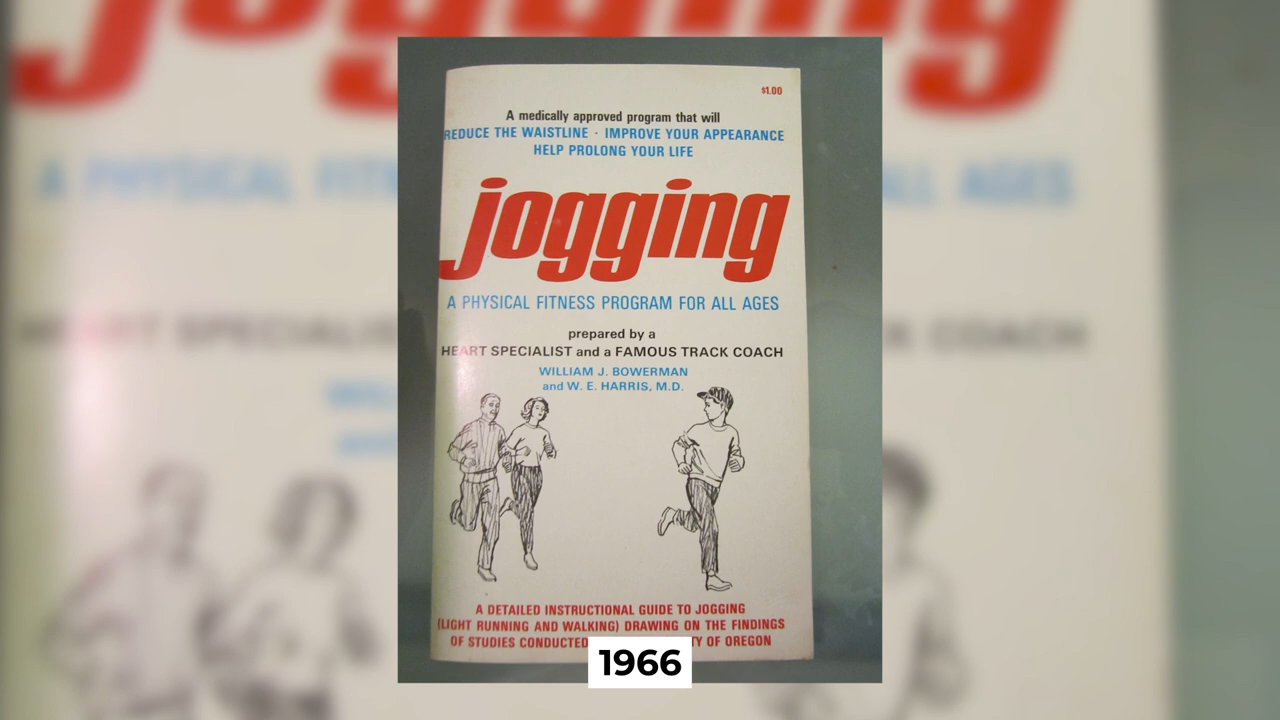 $1.00
A medically approved program that will
REDUCE THE WAISTLINE · IMPROVE YOUR APPEARANCE
HELP PROLONG YOUR LIFE
jogging
A PHYSICAL FITNESS PROGRAM FOR ALL AGES
prepared by a
HEART SPECIALIST and a FAMOUS TRACK COACH
WILLIAM J. BOWERMAN
and W. E. HARRIS, M.D.
A DETAILED INSTRUCTIONAL GUIDE TO JOGGING
(LIGHT RUNNING AND WALKING) DRAWING ON THE FINDINGS
OF STUDIES CONDUCTED TY OF OREGON
1966